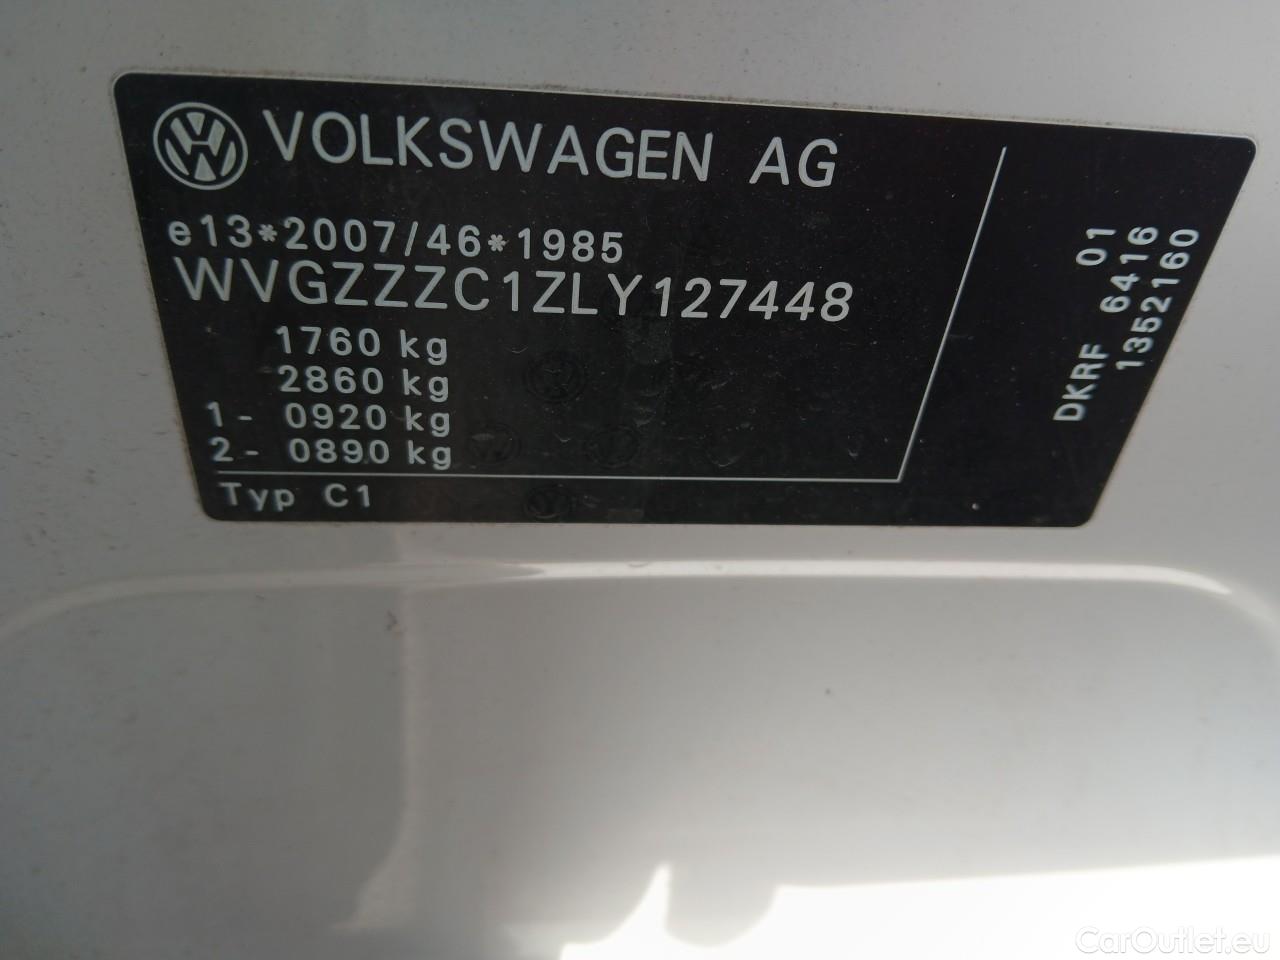 VOLKSWAGEN AG
e13*2007/46*1985
WVGZZZC1ZLY127448
1760 kg
2860 kg
1- 0920 kg
2- 0890 kg
Typ C1
DKRF 6416 01
1352160
CarOutlet.eu